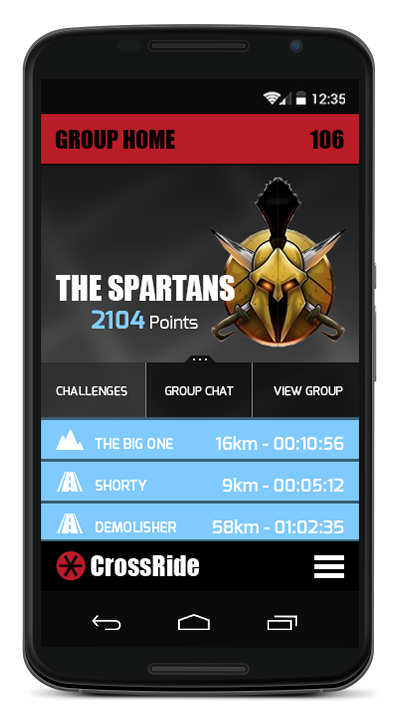 12:35
GROUP HOME 106
THE SPARTANS
2104 Points
CHALLENGES GROUP CHAT VIEW GROUP
THE BIG ONE 16km - 00:10:56
SHORTY 9km - 00:05:12
DEMOLISHER 58km - 01:02:35
CrossRide